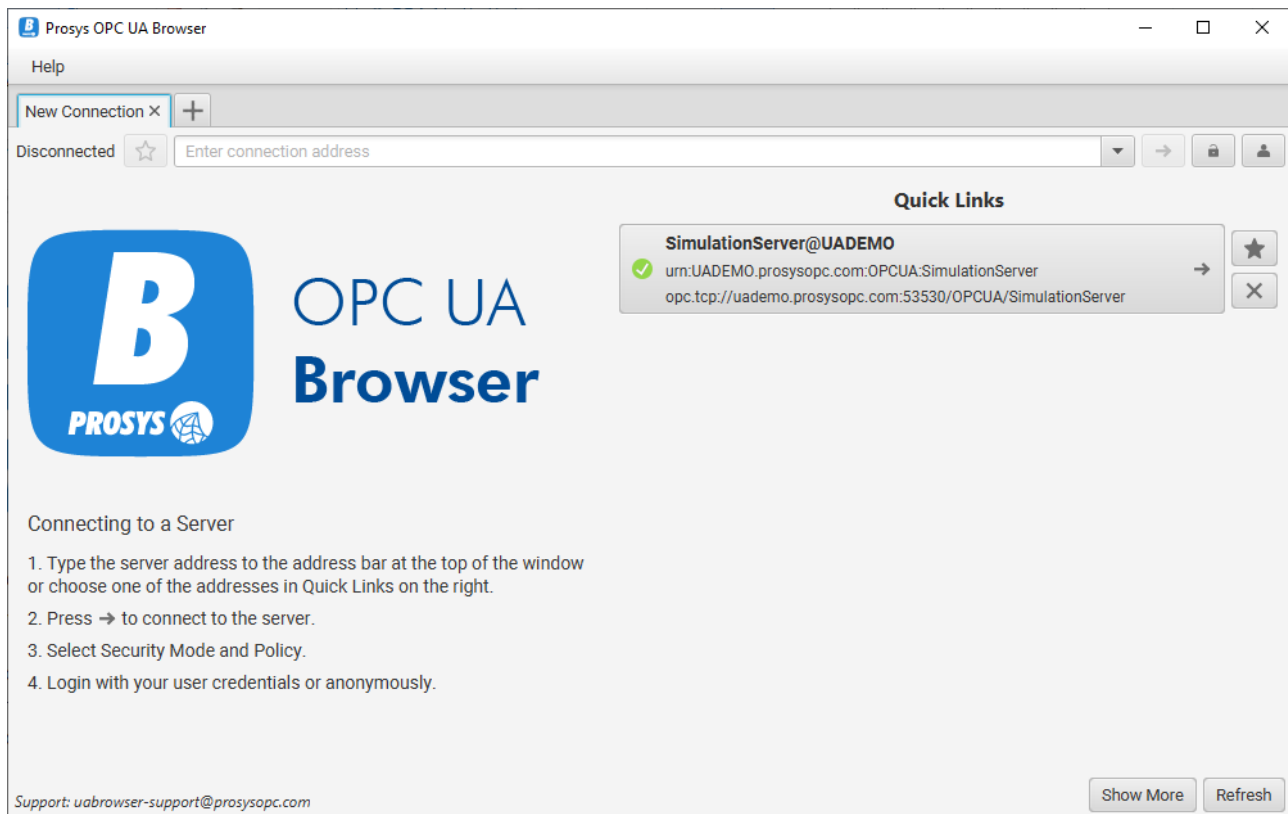 Prosys OPC UA Browser
Help
New Connection
Disconnected
Enter connection address
Quick Links
SimulationServer@UADEMO
urn:UADEMO.prosysopc.com:OPCUA:SimulationServer
opc.tcp://uademo.prosysopc.com:53530/OPCUA/SimulationServer
B
PROSYS
OPC UA
Browser
Connecting to a Server
1. Type the server address to the address bar at the top of the window
or choose one of the addresses in Quick Links on the right.
2. Press → to connect to the server.
3. Select Security Mode and Policy.
4. Login with your user credentials or anonymously.
Support: uabrowser-support@prosysopc.com
Show More
Refresh